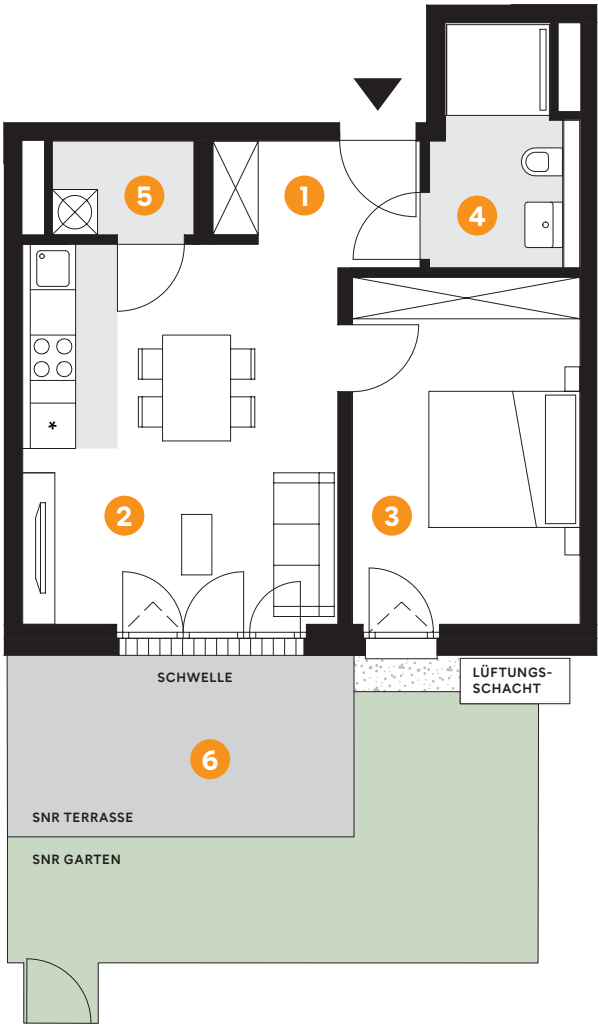 5
1
4
*
2
3
SCHWELLE
LÜFTUNGS-
SCHACHT
6
SNR TERRASSE
SNR GARTEN